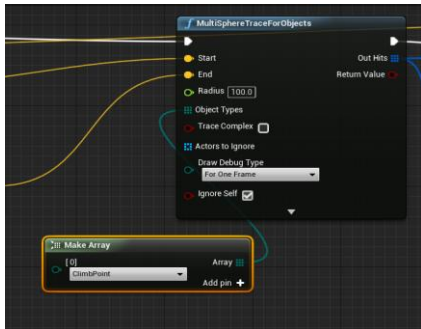 MultiSphereTraceForObjects
Start
Out Hits
End
Return Value
Radius 100.0
Object Types
Trace Complex
Actors to Ignore
Draw Debug Type
For One Frame
Ignore Self
Make Array
[0]
Array
ClimbPoint
Add pin +